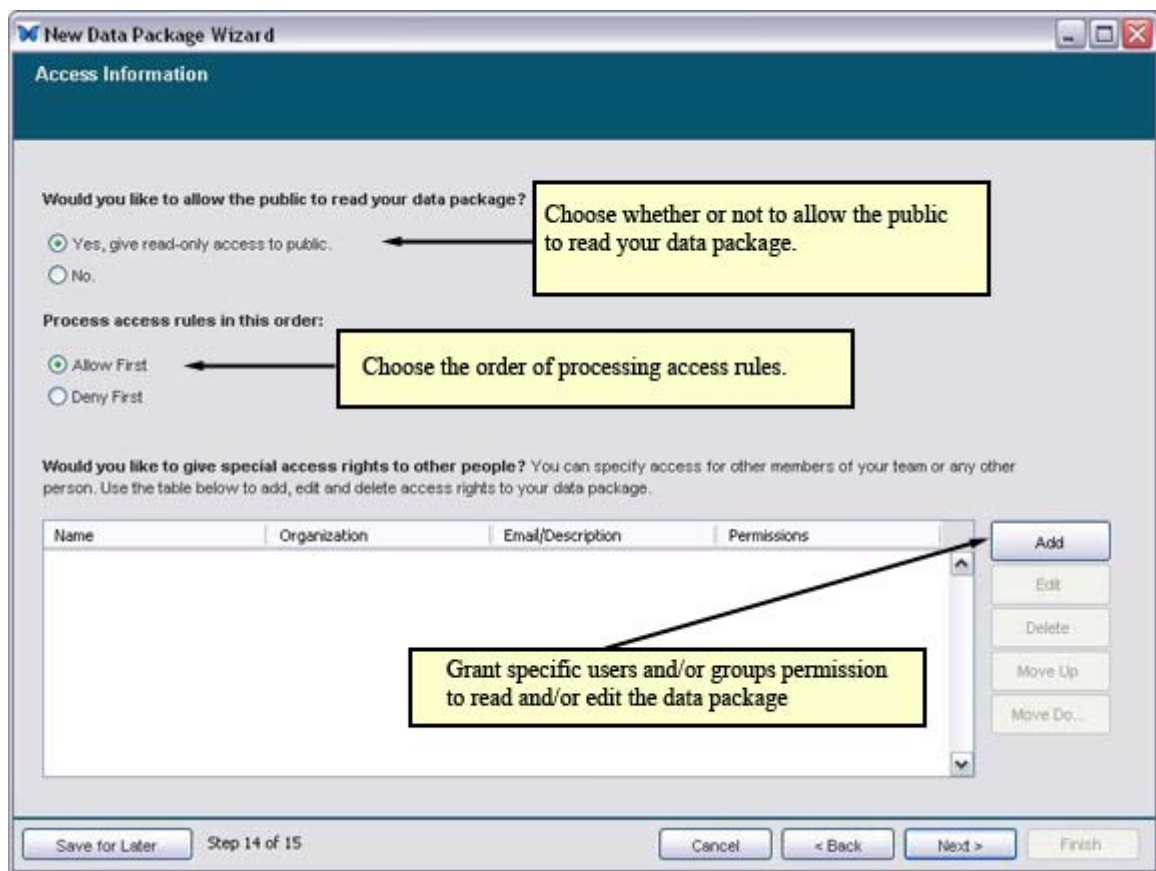 New Data Package Wizard
Access Information
Would you like to allow the public to read your data package?
Choose whether or not to allow the public
to read your data package.
Yes, give read-only access to public.
No.
Process access rules in this order:
Allow First
Choose the order of processing access rules.
Deny First
Would you like to give special access rights to other people? You can specify access for other members of your team or any other
person. Use the table below to add, edit and delete access rights to your data package.
Name Organization Email/Description Permissions
Add
Edit
Delete
Grant specific users and/or groups permission
to read and/or edit the data package
Move Up
Move Do...
Save for Later Step 14 of 15 Cancel < Back Next > Finish